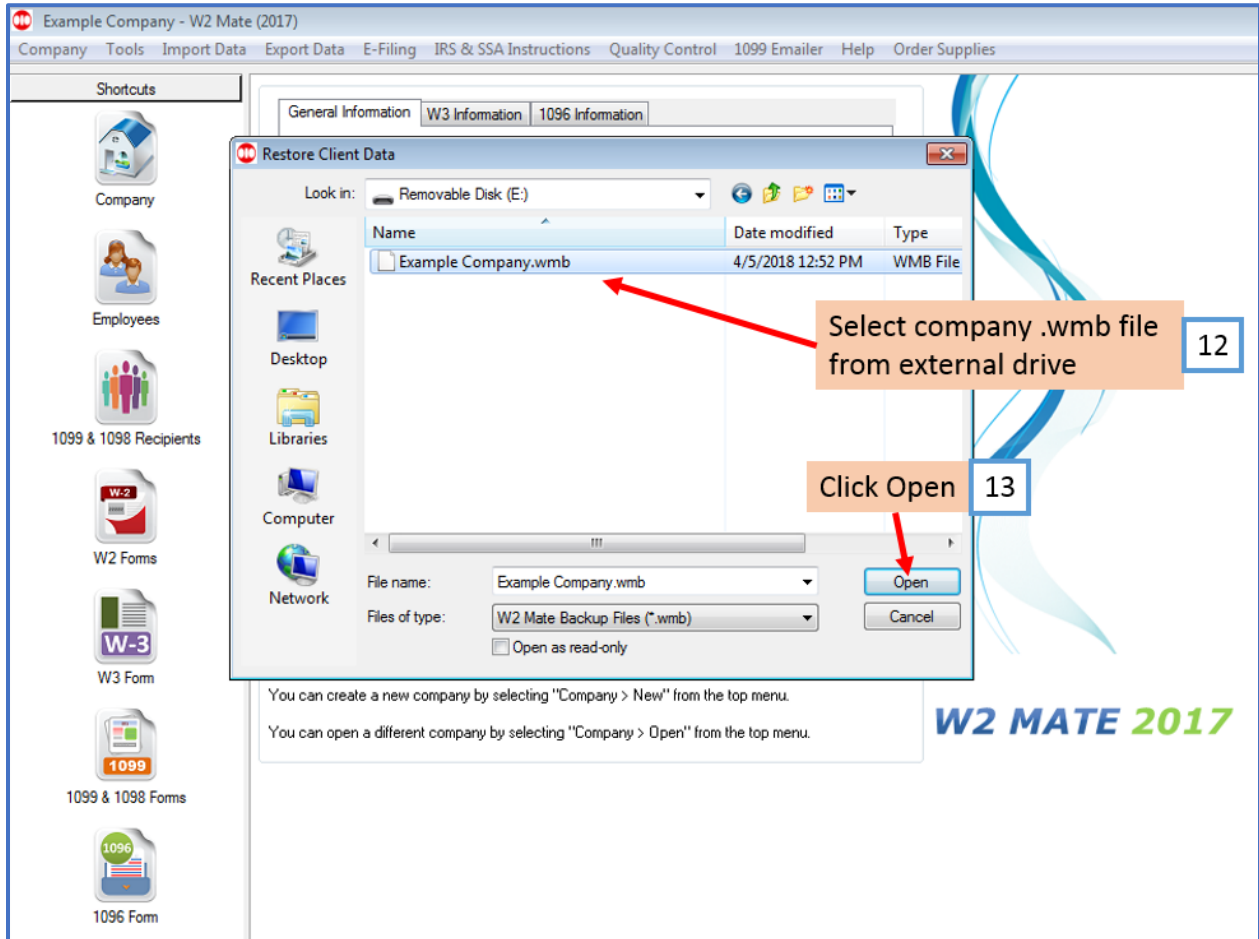 Example Company - W2 Mate (2017)
Company Tools Import Data Export Data E-Filing IRS & SSA Instructions Quality Control 1099 Emailer Help Order Supplies
Shortcuts
Company
Employees
1099 & 1098 Recipients
W-2
W2 Forms
W-3
W3 Form
1099
1099 & 1098 Forms
1096
1096 Form
General Information W3 Information 1096 Information
Restore Client Data
Look in: Removable Disk (E:)
Name Date modified Type
Example Company.wmb 4/5/2018 12:52 PM WMB File
Recent Places
Desktop
Libraries
Computer
Network
Select company .wmb file
from external drive
12
Click Open 13
File name: Example Company.wmb Open
Files of type: W2 Mate Backup Files (*.wmb) Cancel
Open as read-only
You can create a new company by selecting "Company > New" from the top menu.
You can open a different company by selecting "Company > Open" from the top menu.
W2 MATE 2017